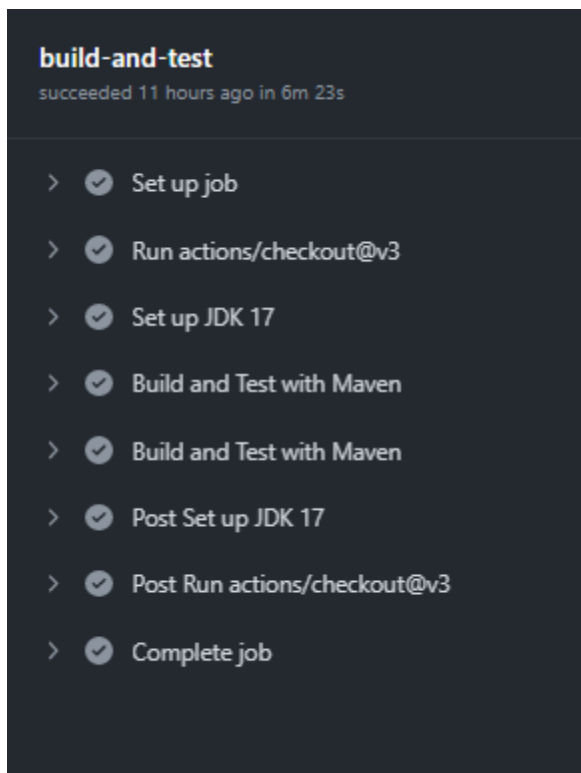 build-and-test
succeeded 11 hours ago in 6m 23s
Set up job
Run actions/checkout@v3
Set up JDK 17
Build and Test with Maven
Build and Test with Maven
Post Set up JDK 17
Post Run actions/checkout@v3
Complete job